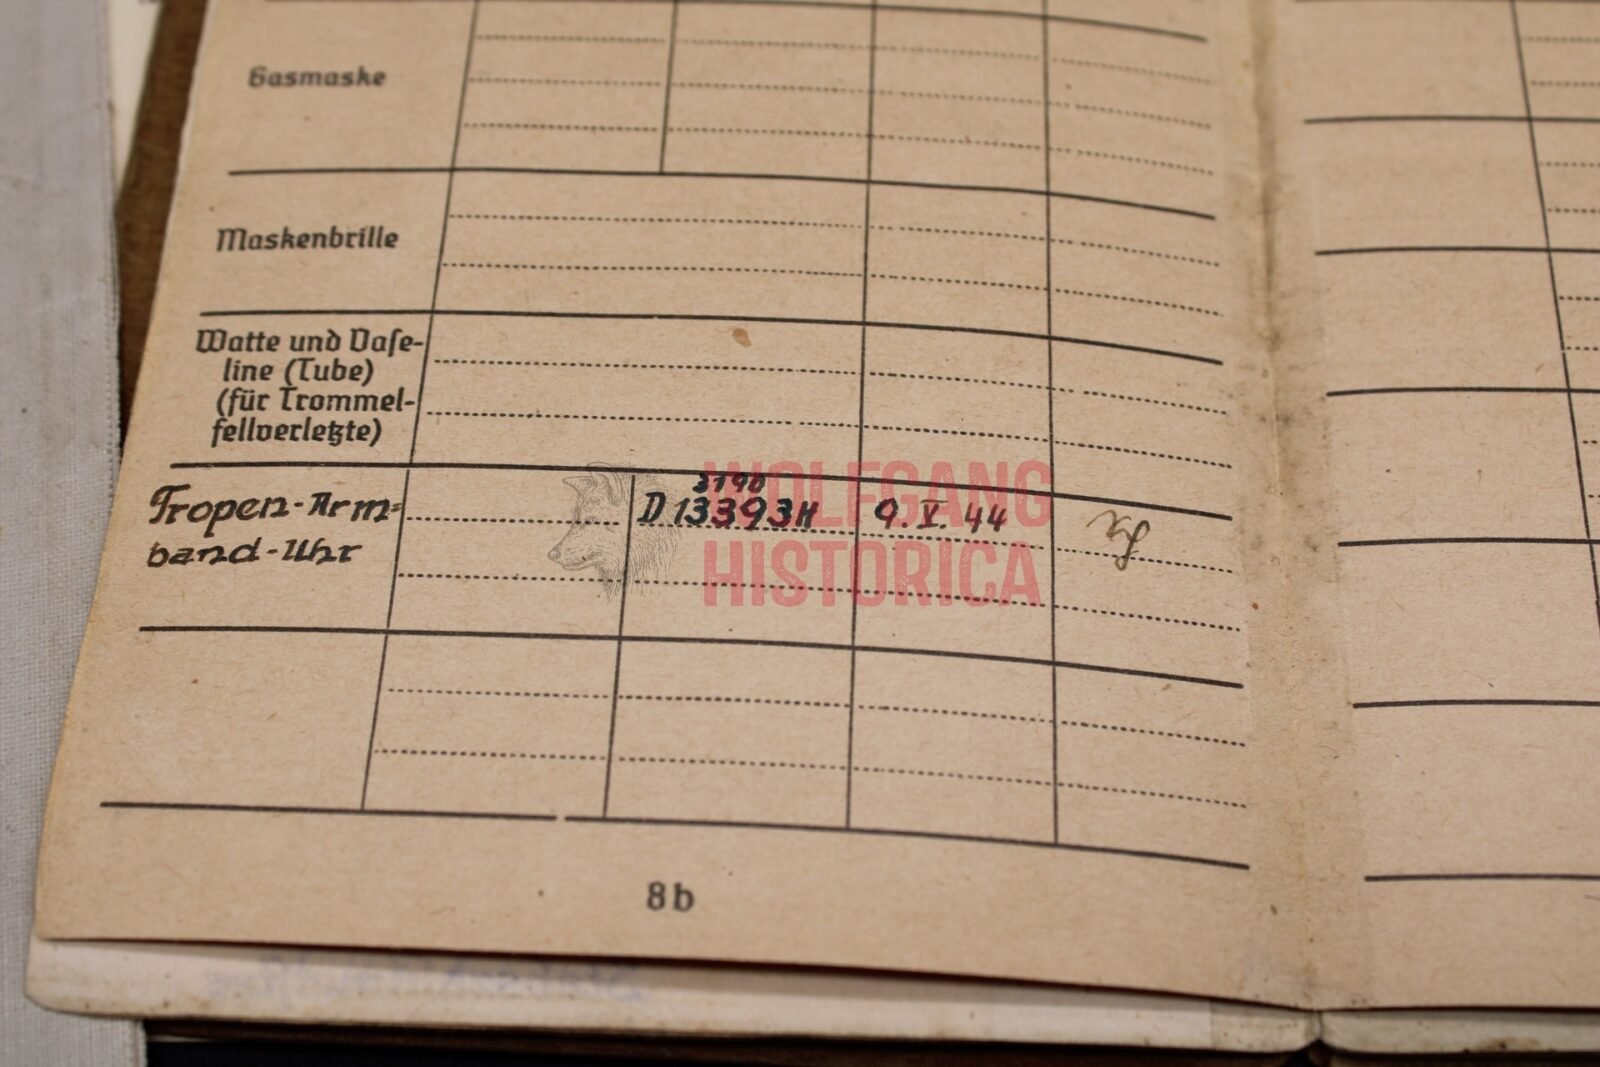 Gasmaske
Maskenbrille
Watte und Vase-
line (Tube)
(für Trommel-
fellverletzte)
Tropen-Arm=
band-Uhr
3190
D 13393H
9. V. 44
WOLFGANG
HISTORICA
8b